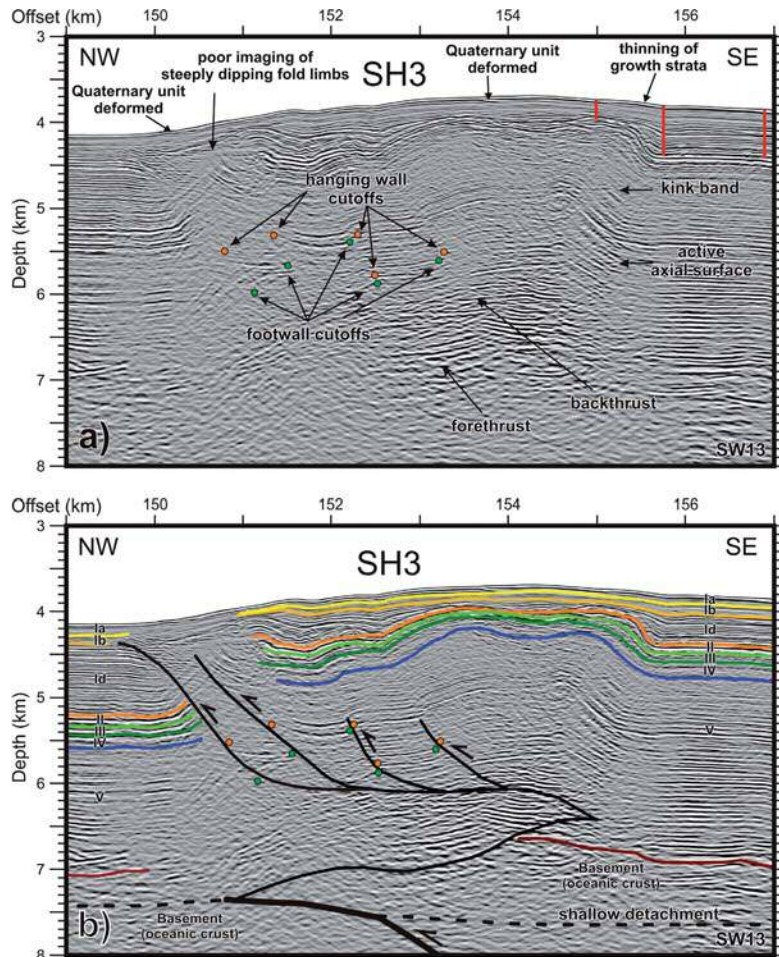 Offset (km) 150 152 154 156
3
NW
poor imaging of
steeply dipping fold limbs
SH3
Quaternary unit
deformed
thinning of
growth strata
SE
Quaternary unit
deformed
4
hanging wall
cutoffs
kink band
5
Depth (km)
active
axial surface
6
footwall cutoffs
7
backthrust
forethrust
a)
SW13
8
Offset (km) 150 152 154 156
3
NW
SH3
SE
4
Ia
Ib
Ia
Ib
Id
Id
II
III
IV
5
Depth (km)
II
III
IV
V
6
V
7
Basement
(oceanic crust)
Basement
(oceanic crust)
shallow detachment
b)
SW13
8